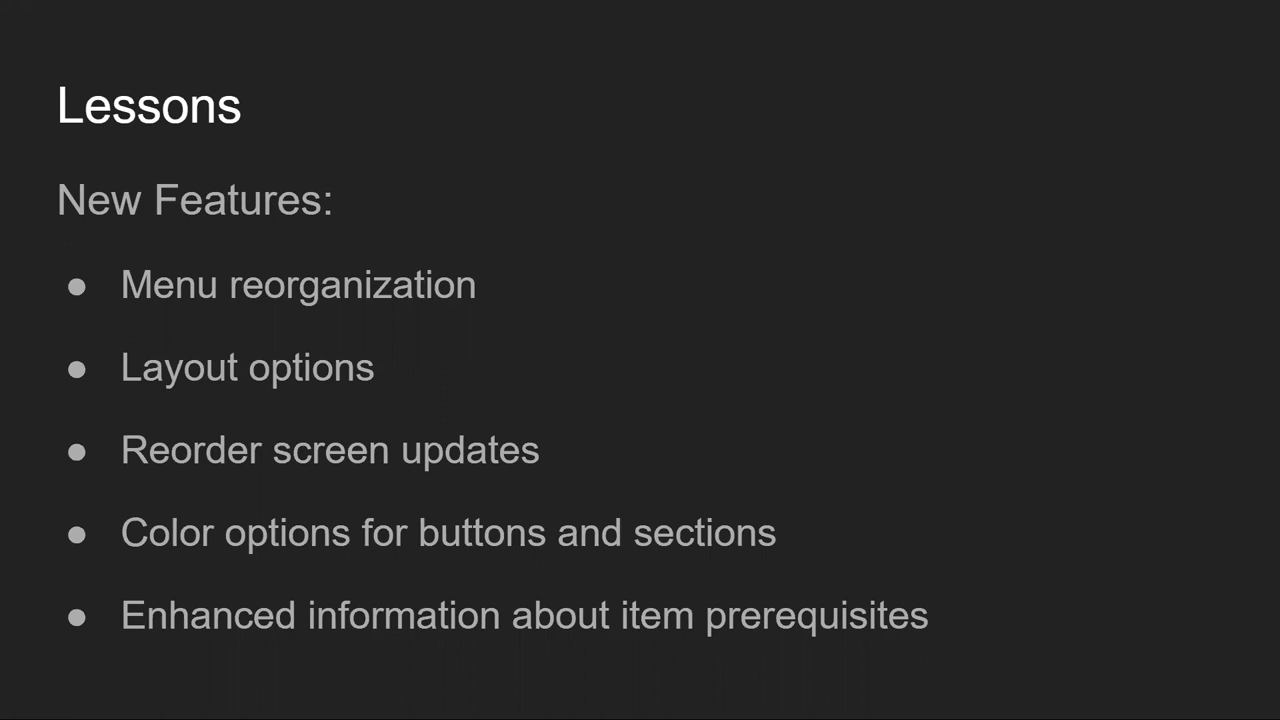 Lessons
New Features:
● Menu reorganization
● Layout options
● Reorder screen updates
● Color options for buttons and sections
● Enhanced information about item prerequisites